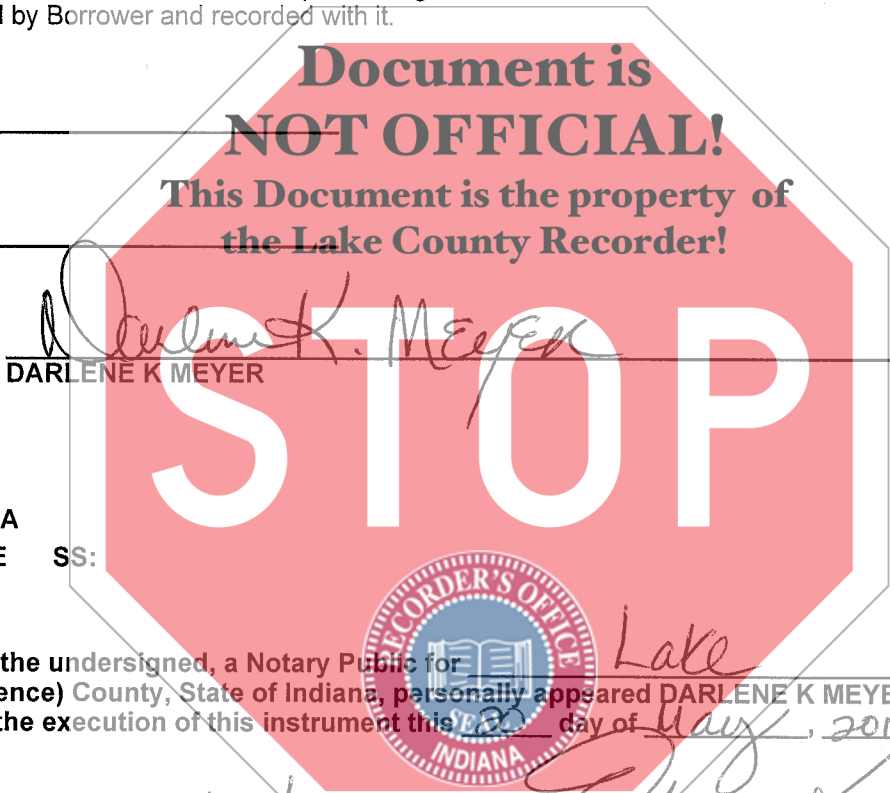 l by Borrower and recorded with it.
Document is
NOT OFFICIAL!
This Document is the property of
the Lake County Recorder!
Darlene K. Meyer
DARLENE K MEYER
STOP
A
E SS:
RECORDER'S OFFICE
SEAL
INDIANA
the undersigned, a Notary Public for Lake
ence) County, State of Indiana, personally appeared DARLENE K MEYE
the execution of this instrument this 20 day of May, 201